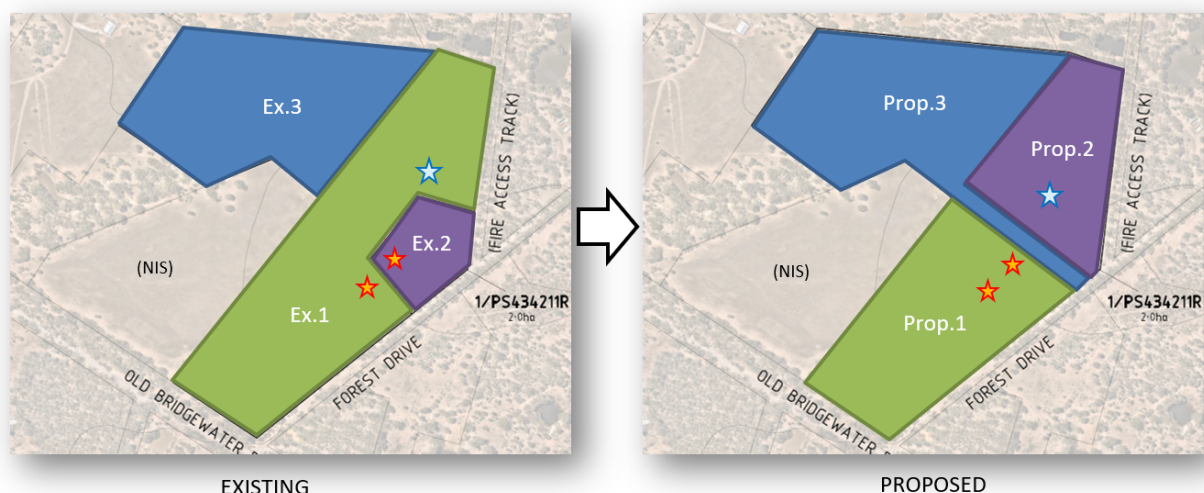 Ex.3
Ex.2
Ex.1
(NIS)
(FIRE ACCESS TRACK)
1/PS434211R
2·0ha
FOREST DRIVE
OLD BRIDGEWATER
EXISTING
Prop.3
Prop.2
Prop.1
(NIS)
(FIRE ACCESS TRACK)
1/PS434211R
2·0ha
FOREST DRIVE
OLD BRIDGEWATER
PROPOSED